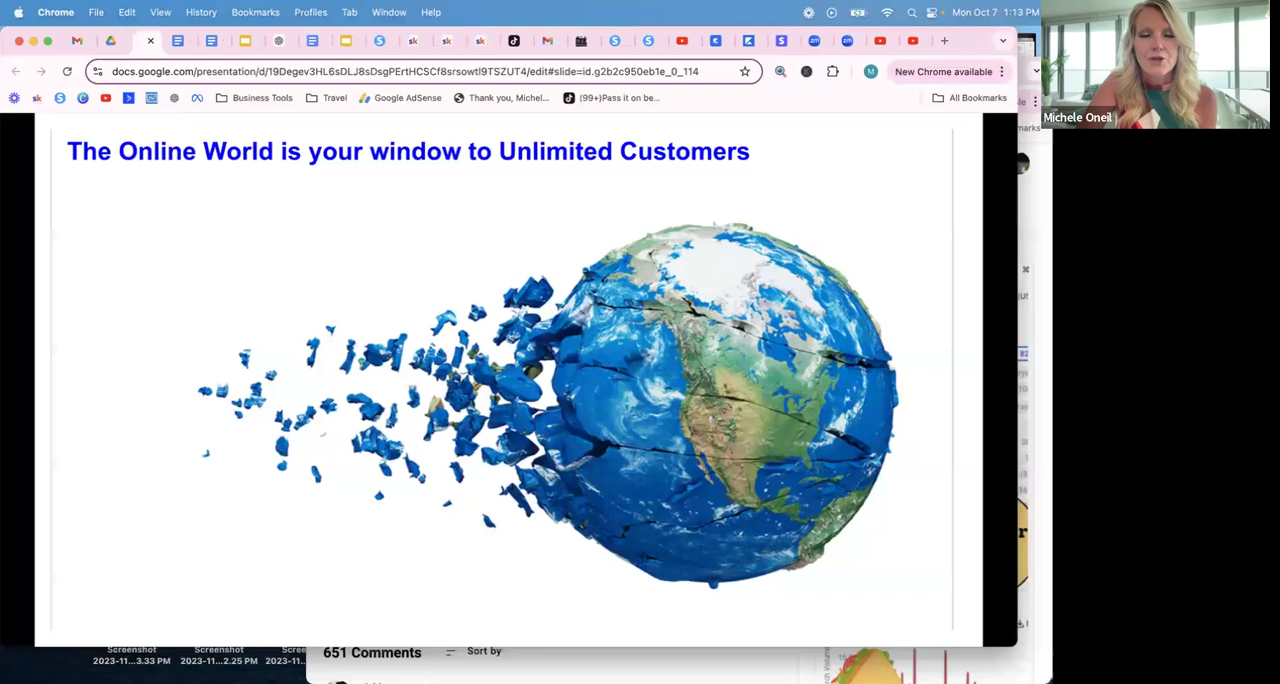 Chrome File Edit View History Bookmarks Profiles Tab Window Help Mon Oct 7 1:13 PM
docs.google.com/presentation/d/19Degev3HL6sDLJ8sDsgPErtHCSCf8srsowtl9TSZUT4/edit#slide=id.g2b2c950eb1e_0_114 M New Chrome available
Business Tools Travel Google AdSense Thank you, Michel... (99+)Pass it on be... All Bookmarks
Michele Oneil
The Online World is your window to Unlimited Customers
651 Comments Sort by
Screenshot Screenshot
2023-11...3.33 PM 2023-11...2.25 PM 2023-11...